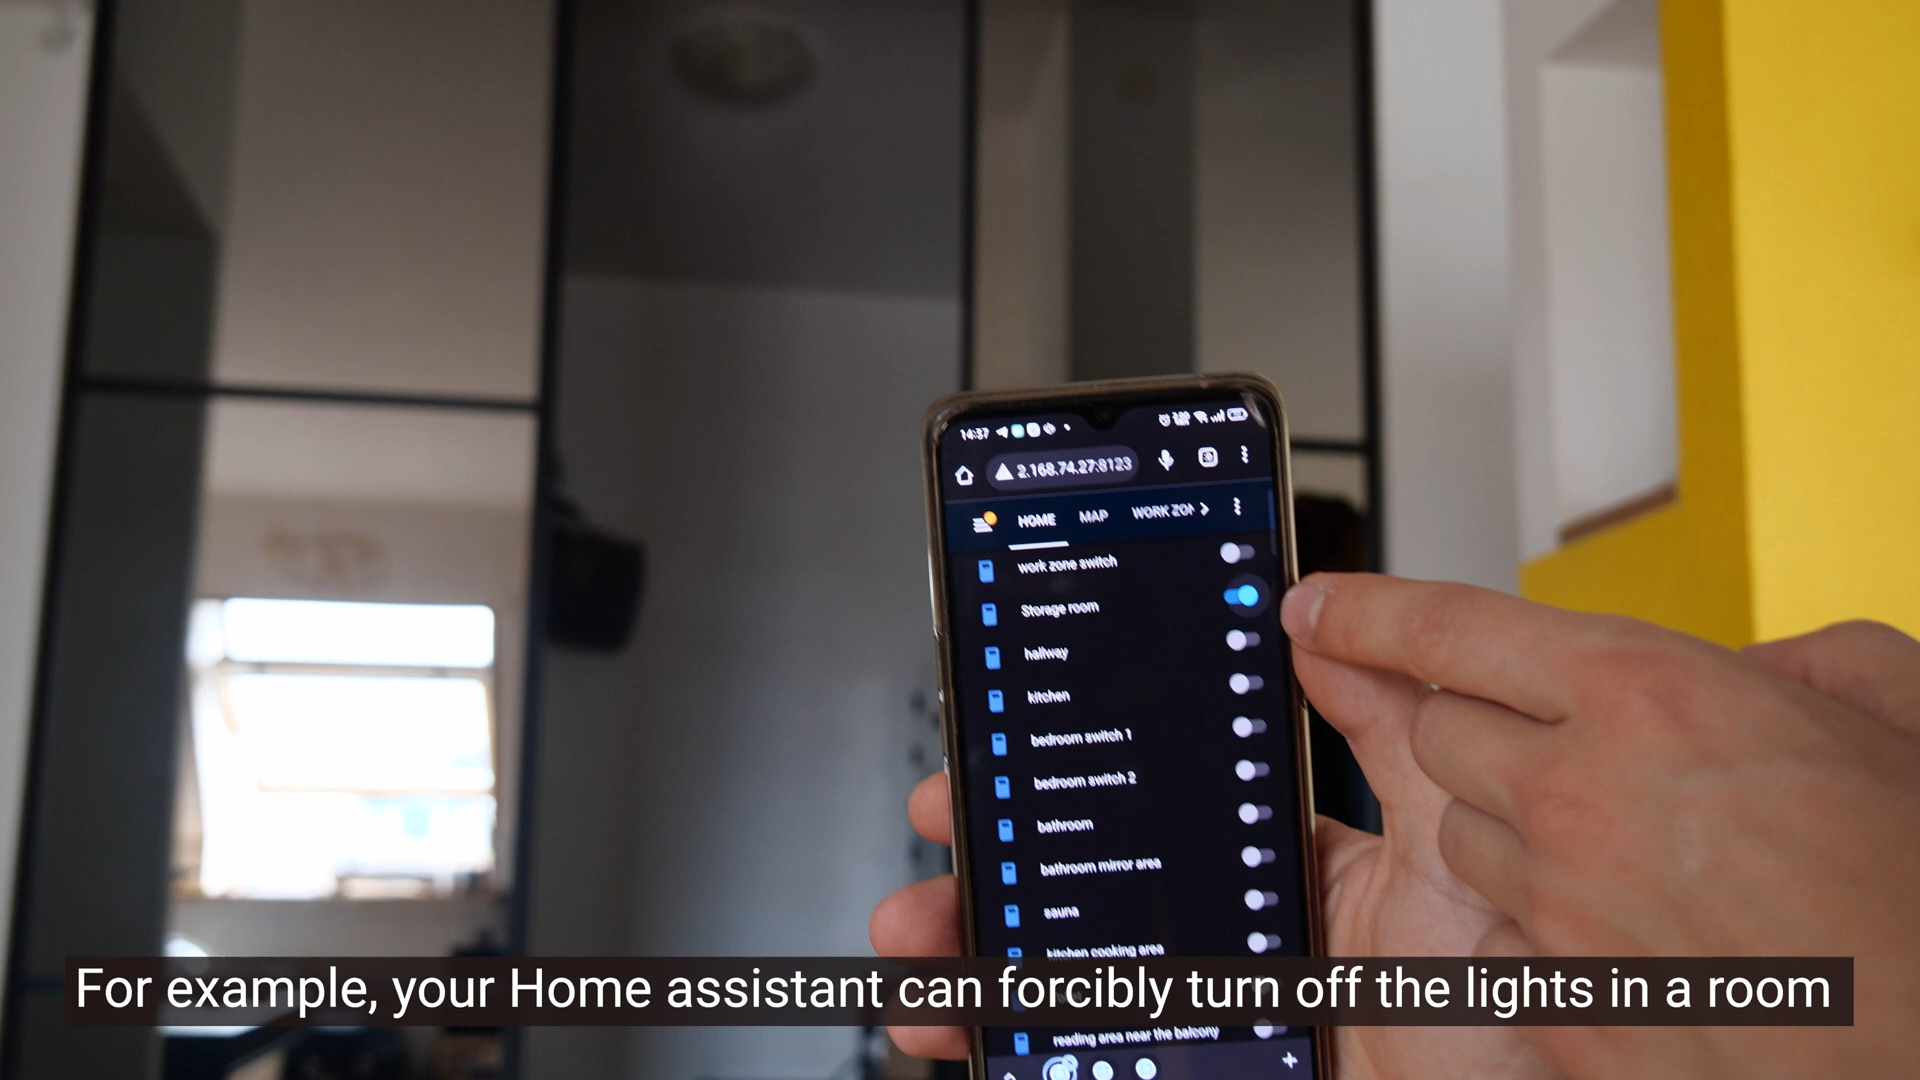 14:37
2.168.74.27:8123
HOME MAP WORK ZON
work zone switch
Storage room
hallway
kitchen
bedroom switch 1
bedroom switch 2
bathroom
bathroom mirror area
sauna
kitchen cooking area
For example, your Home assistant can forcibly turn off the lights in a room
reading area near the balcony